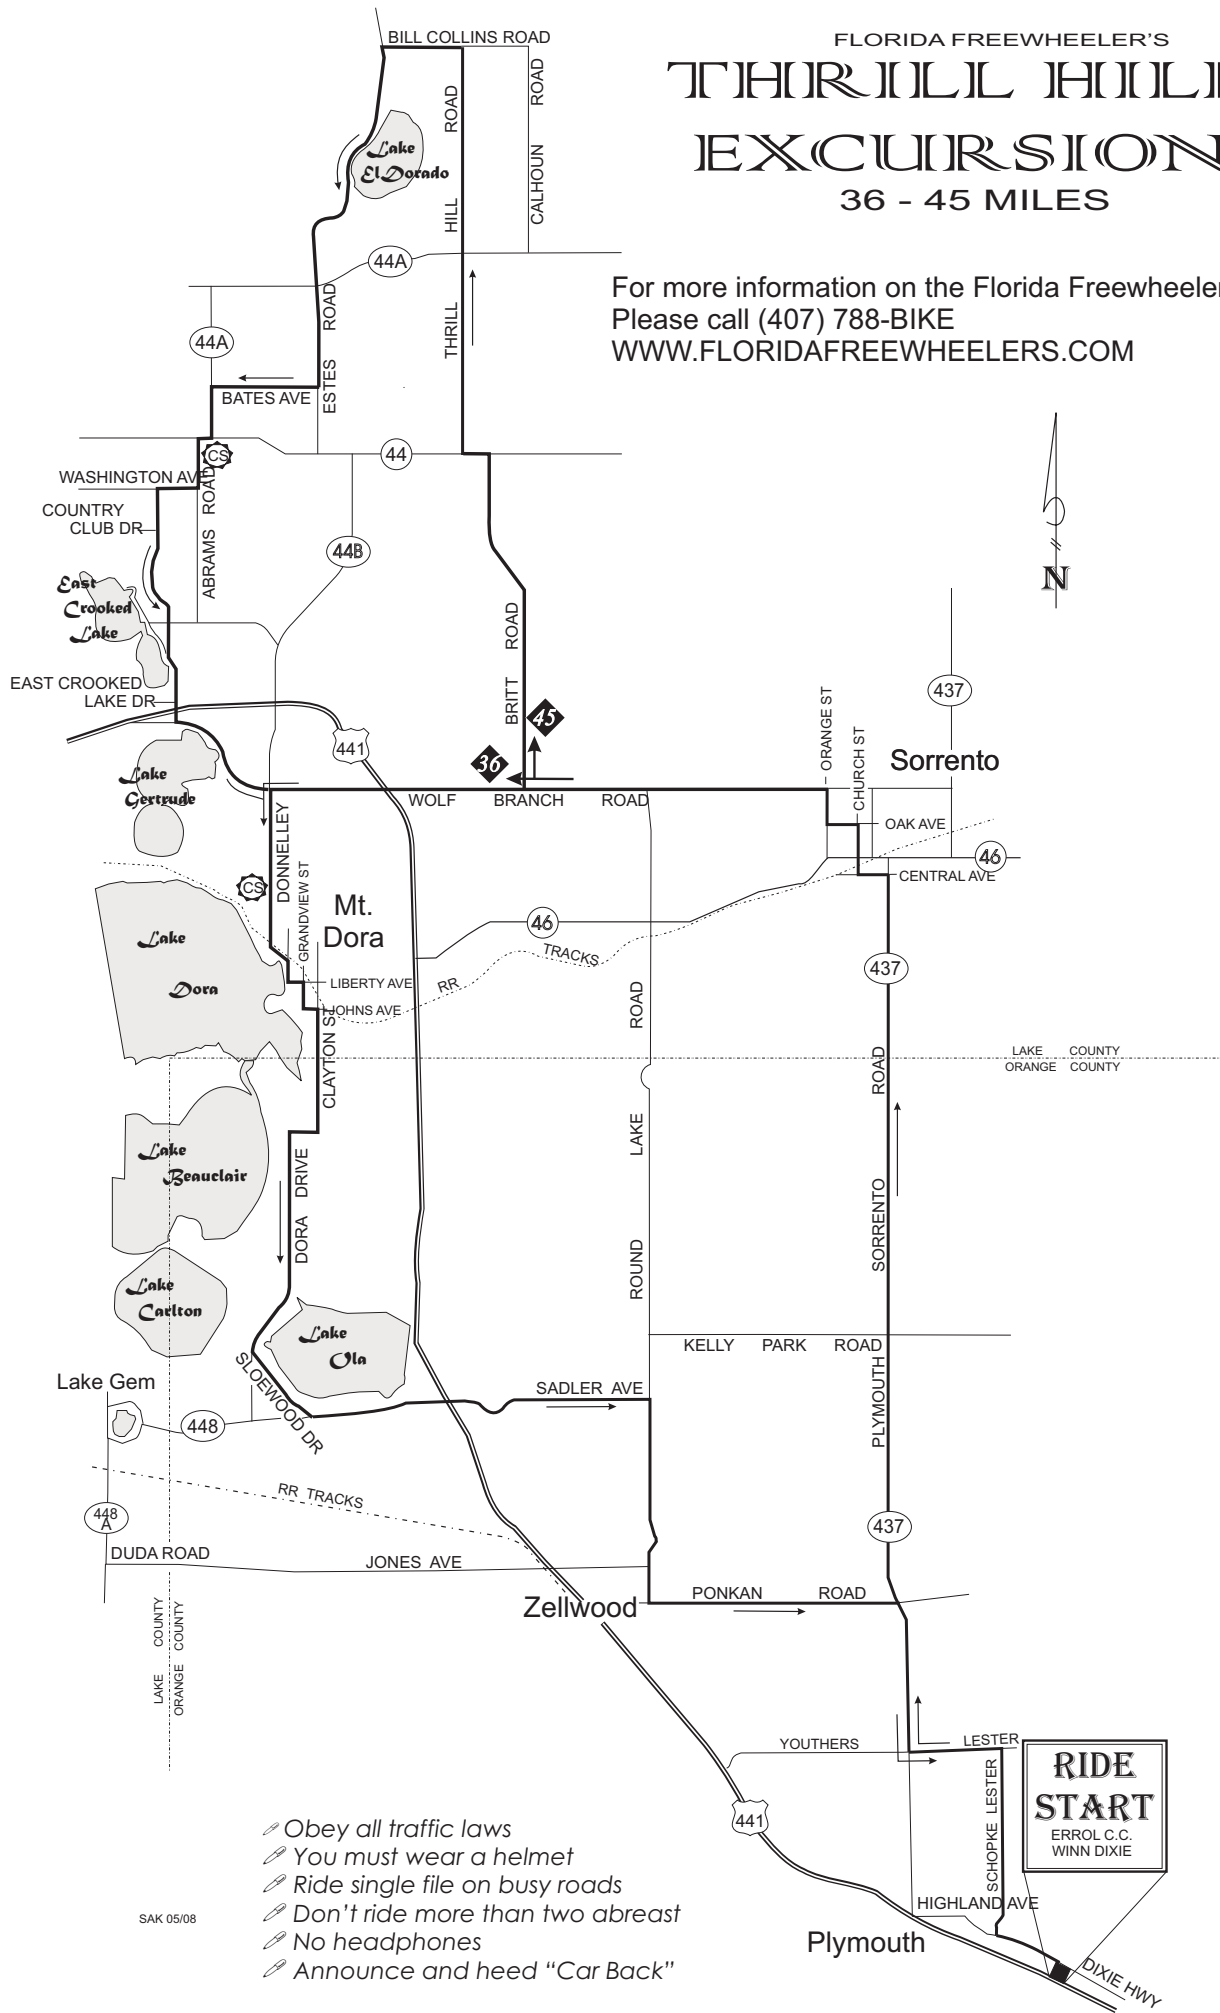 FLORIDA FREEWHEELER'S
THRILL HILL
EXCURSION
36 - 45 MILES
For more information on the Florida Freewheeler
Please call (407) 788-BIKE
WWW.FLORIDAFREEWHEELERS.COM
BILL COLLINS ROAD
CALHOUN ROAD
THRILL HILL ROAD
Lake
El Dorado
44A
44A
ESTES ROAD
BATES AVE
44
CS
WASHINGTON AVE
COUNTRY
CLUB DR
ABRAMS ROAD
44B
East
Crooked
Lake
EAST CROOKED
LAKE DR
BRITT ROAD
N
437
45
36
441
ORANGE ST
CHURCH ST
Sorrento
Lake
Gertrude
WOLF BRANCH ROAD
OAK AVE
46
CENTRAL AVE
DONNELLEY
CS
GRANDVIEW ST
Mt.
Dora
46
RR TRACKS
Lake
Dora
LIBERTY AVE
JOHNS AVE
CLAYTON ST
437
LAKE COUNTY
ORANGE COUNTY
ROUND LAKE ROAD
PLYMOUTH SORRENTO ROAD
Lake
Beauclair
DORA DRIVE
Lake
Carlton
Lake
Ola
KELLY PARK ROAD
SLOEWOOD DR
SADLER AVE
Lake Gem
448
RR TRACKS
448
A
437
DUDA ROAD
JONES AVE
Zellwood
PONKAN ROAD
LAKE COUNTY
ORANGE COUNTY
YOUTHERS
LESTER
SCHOPKE LESTER
RIDE
START
ERROL C.C.
WINN DIXIE
441
HIGHLAND AVE
Plymouth
DIXIE HWY
Obey all traffic laws
You must wear a helmet
Ride single file on busy roads
Don't ride more than two abreast
No headphones
Announce and heed “Car Back”
SAK 05/08